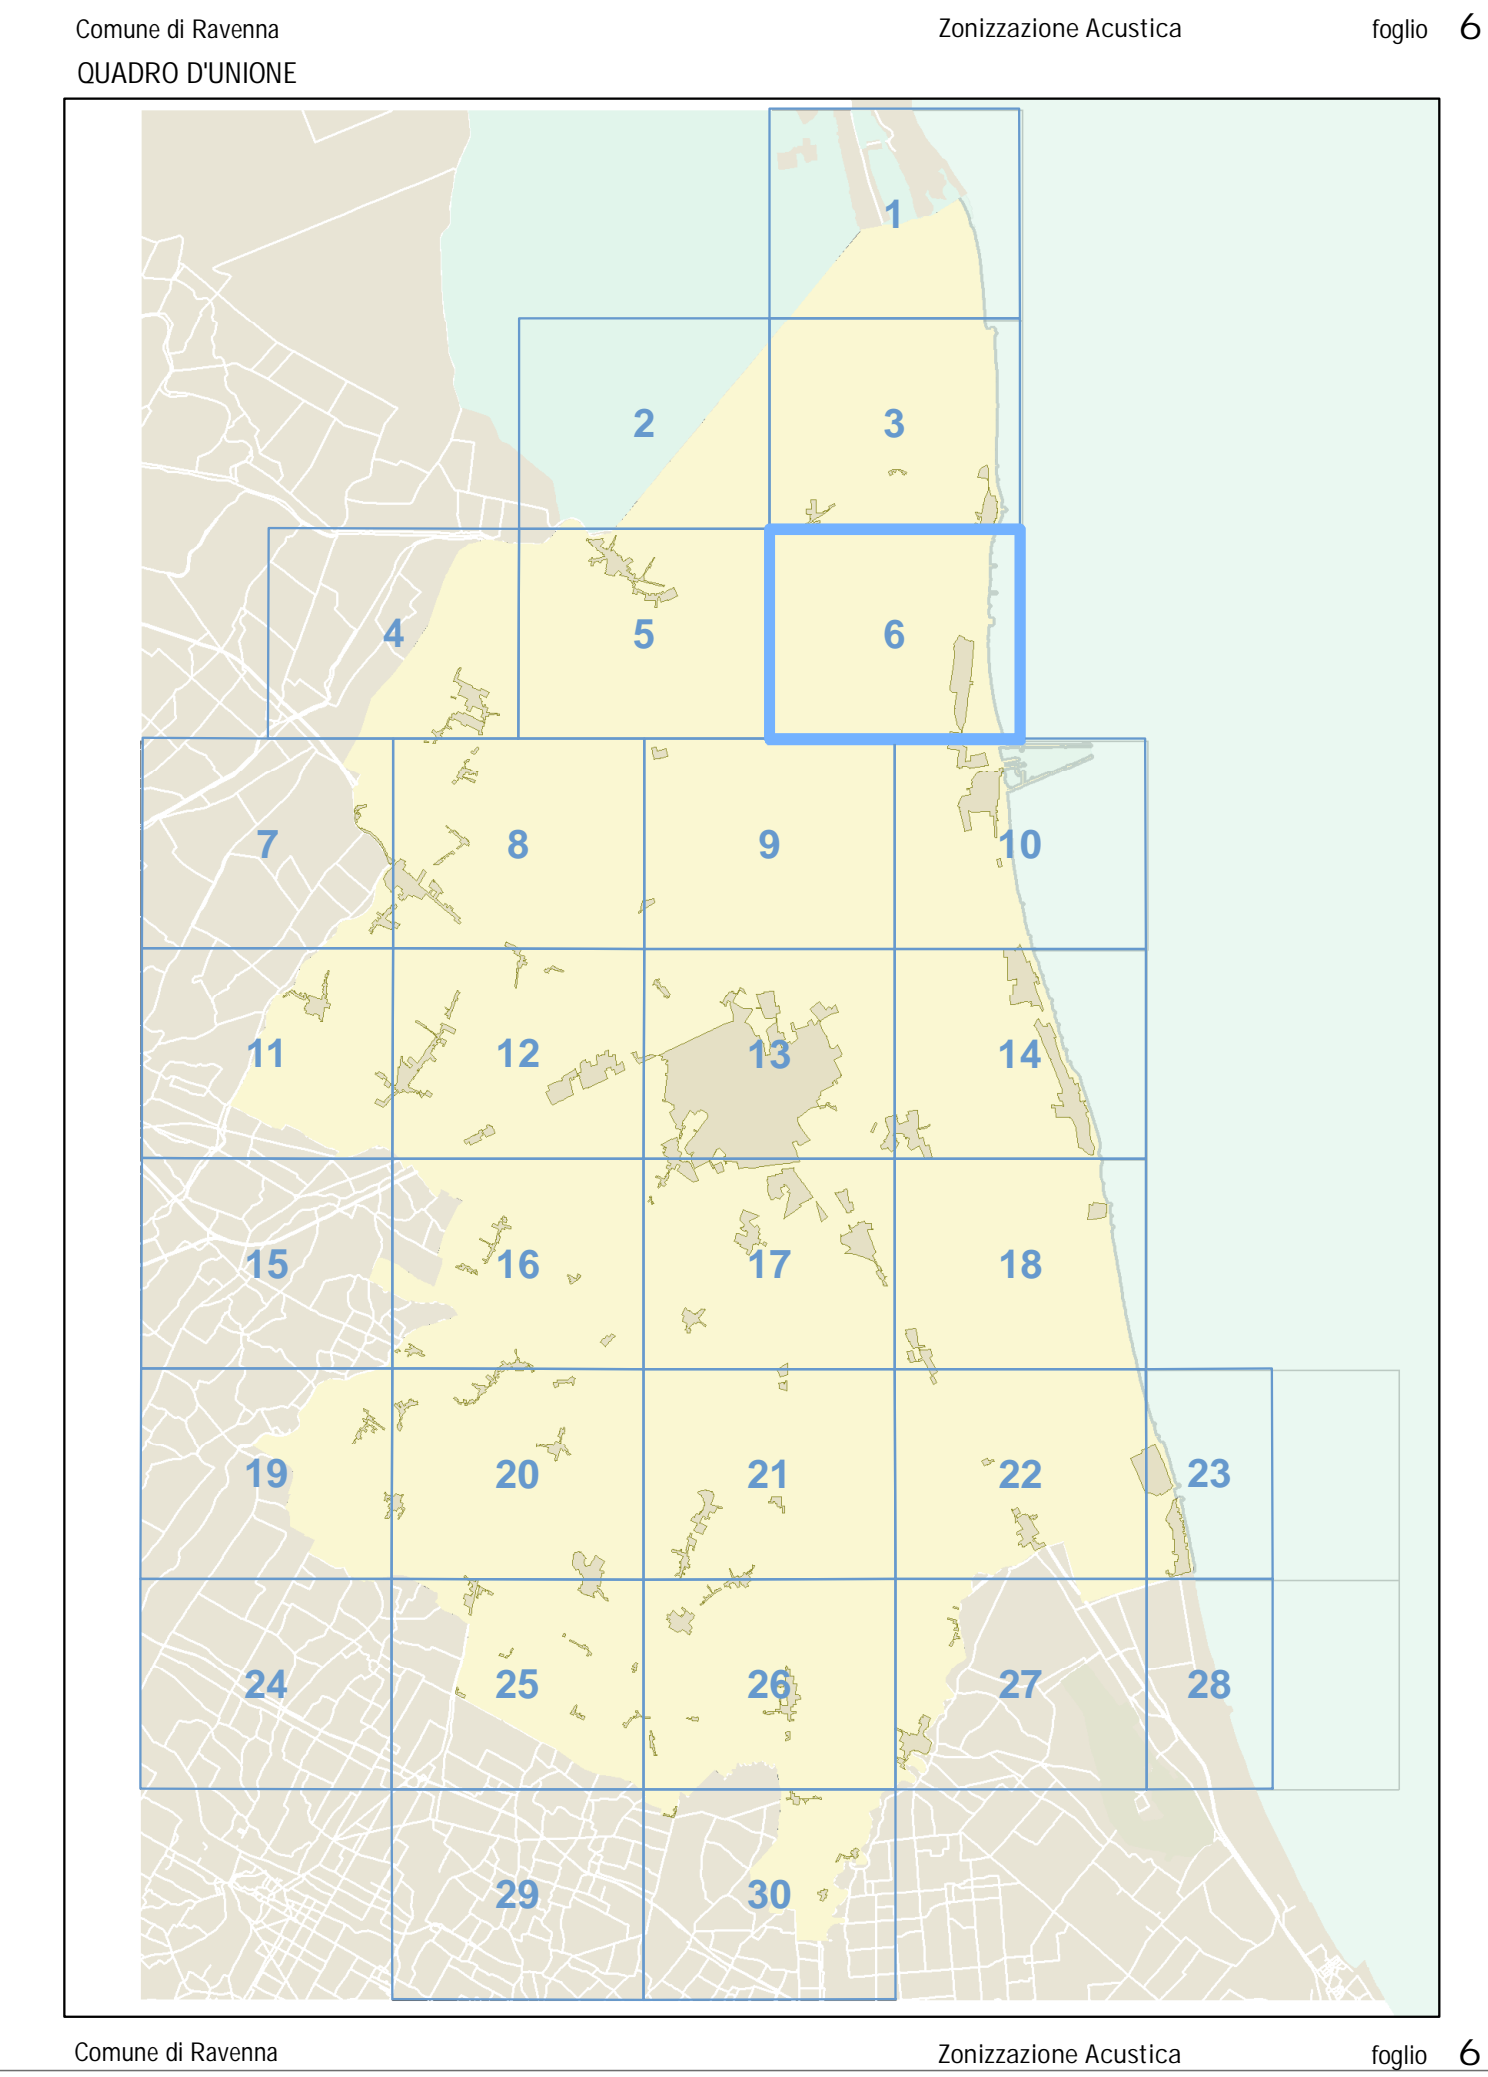 Comune di Ravenna Zonizzazione Acustica foglio 6
QUADRO D'UNIONE
1
2 3
4 5 6
7 8 9 10
11 12 13 14
15 16 17 18
19 20 21 22 23
24 25 26 27 28
29 30
Comune di Ravenna Zonizzazione Acustica foglio 6